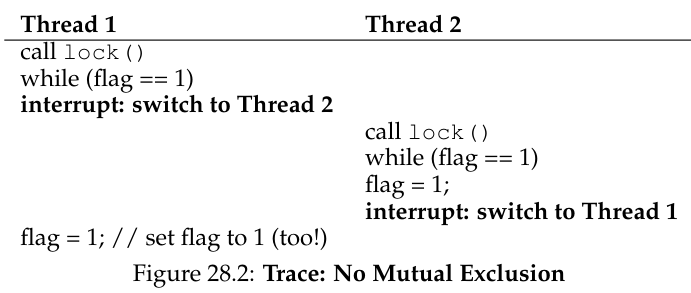 Thread 1 Thread 2
call lock()
while (flag == 1)
interrupt: switch to Thread 2
call lock()
while (flag == 1)
flag = 1;
interrupt: switch to Thread 1
flag = 1; // set flag to 1 (too!)
Figure 28.2: Trace: No Mutual Exclusion